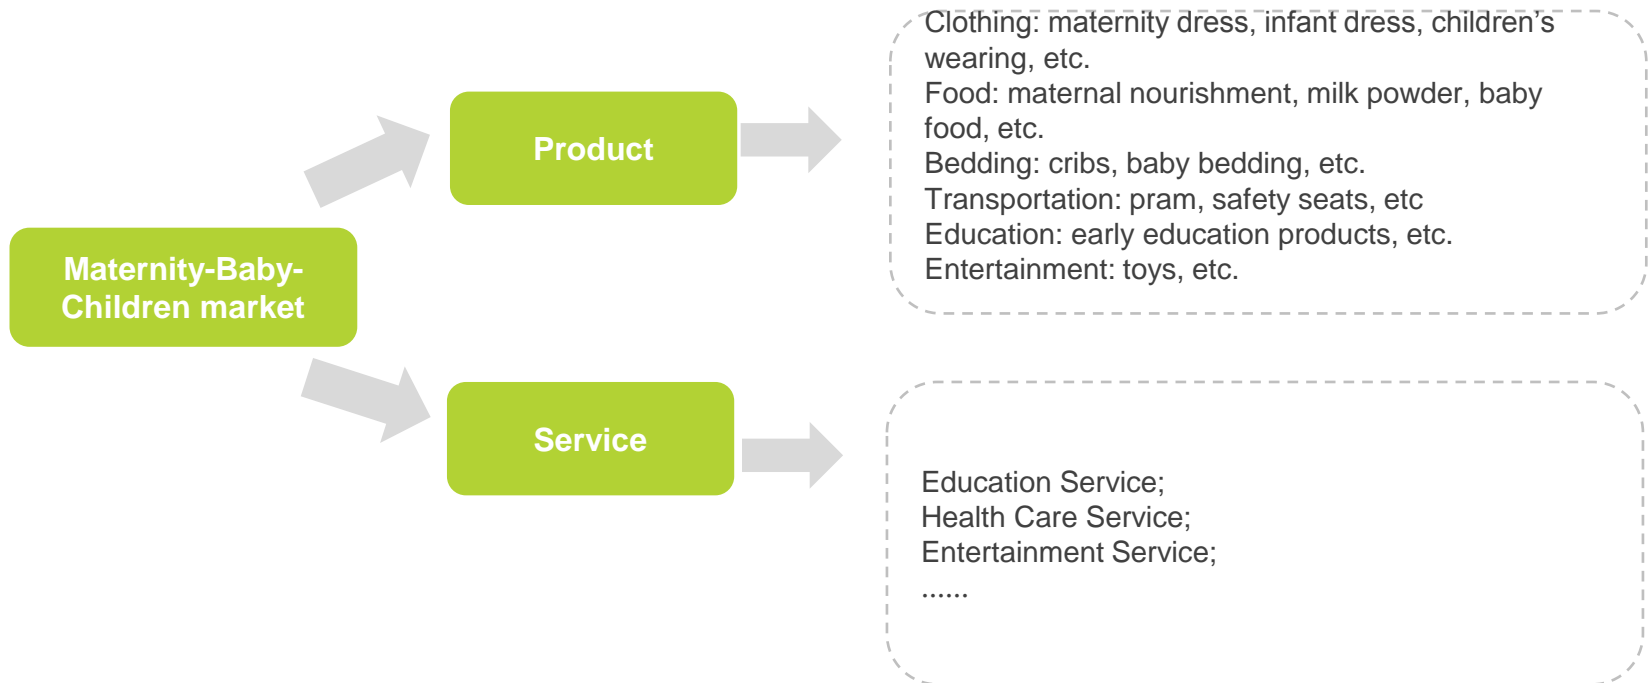 Maternity-Baby-
Children market
Product
Clothing: maternity dress, infant dress, children’s
wearing, etc.
Food: maternal nourishment, milk powder, baby
food, etc.
Bedding: cribs, baby bedding, etc.
Transportation: pram, safety seats, etc
Education: early education products, etc.
Entertainment: toys, etc.
Service
Education Service;
Health Care Service;
Entertainment Service;
......